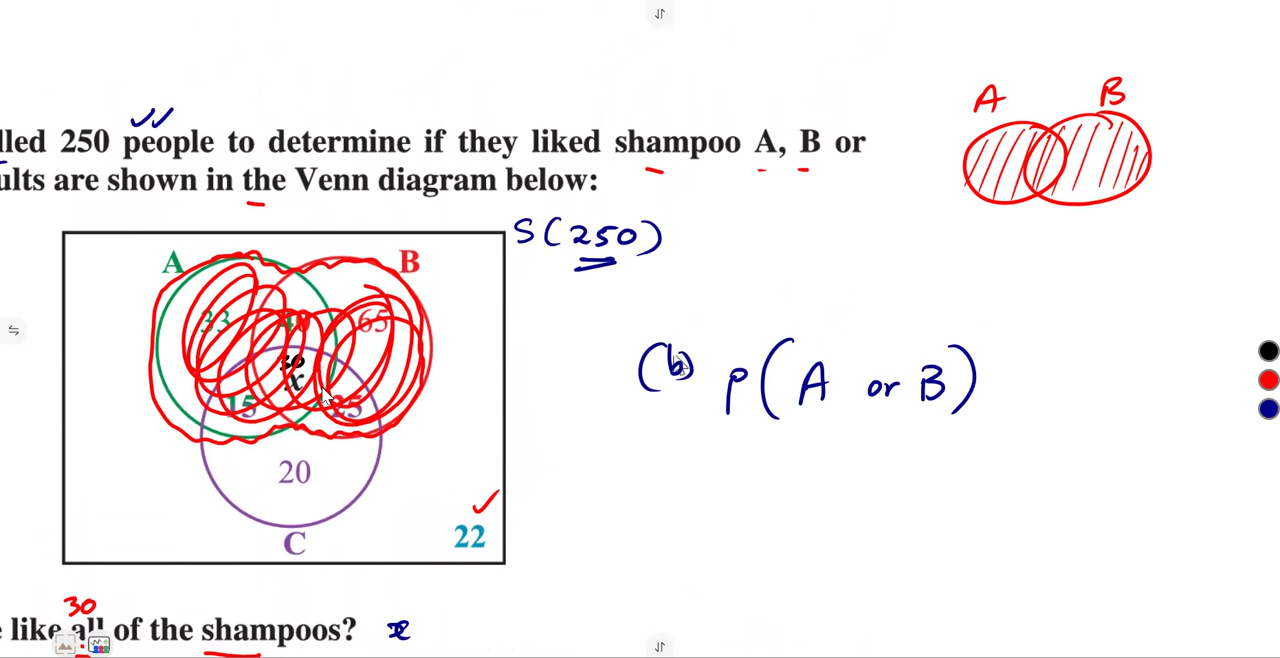 A B
lled 250 people to determine if they liked shampoo A, B or
ults are shown in the Venn diagram below:
S(250)
A B
33 40 65
30
x
15 25
(b) P(A or B)
20
22
C
30
like all of the shampoos? x